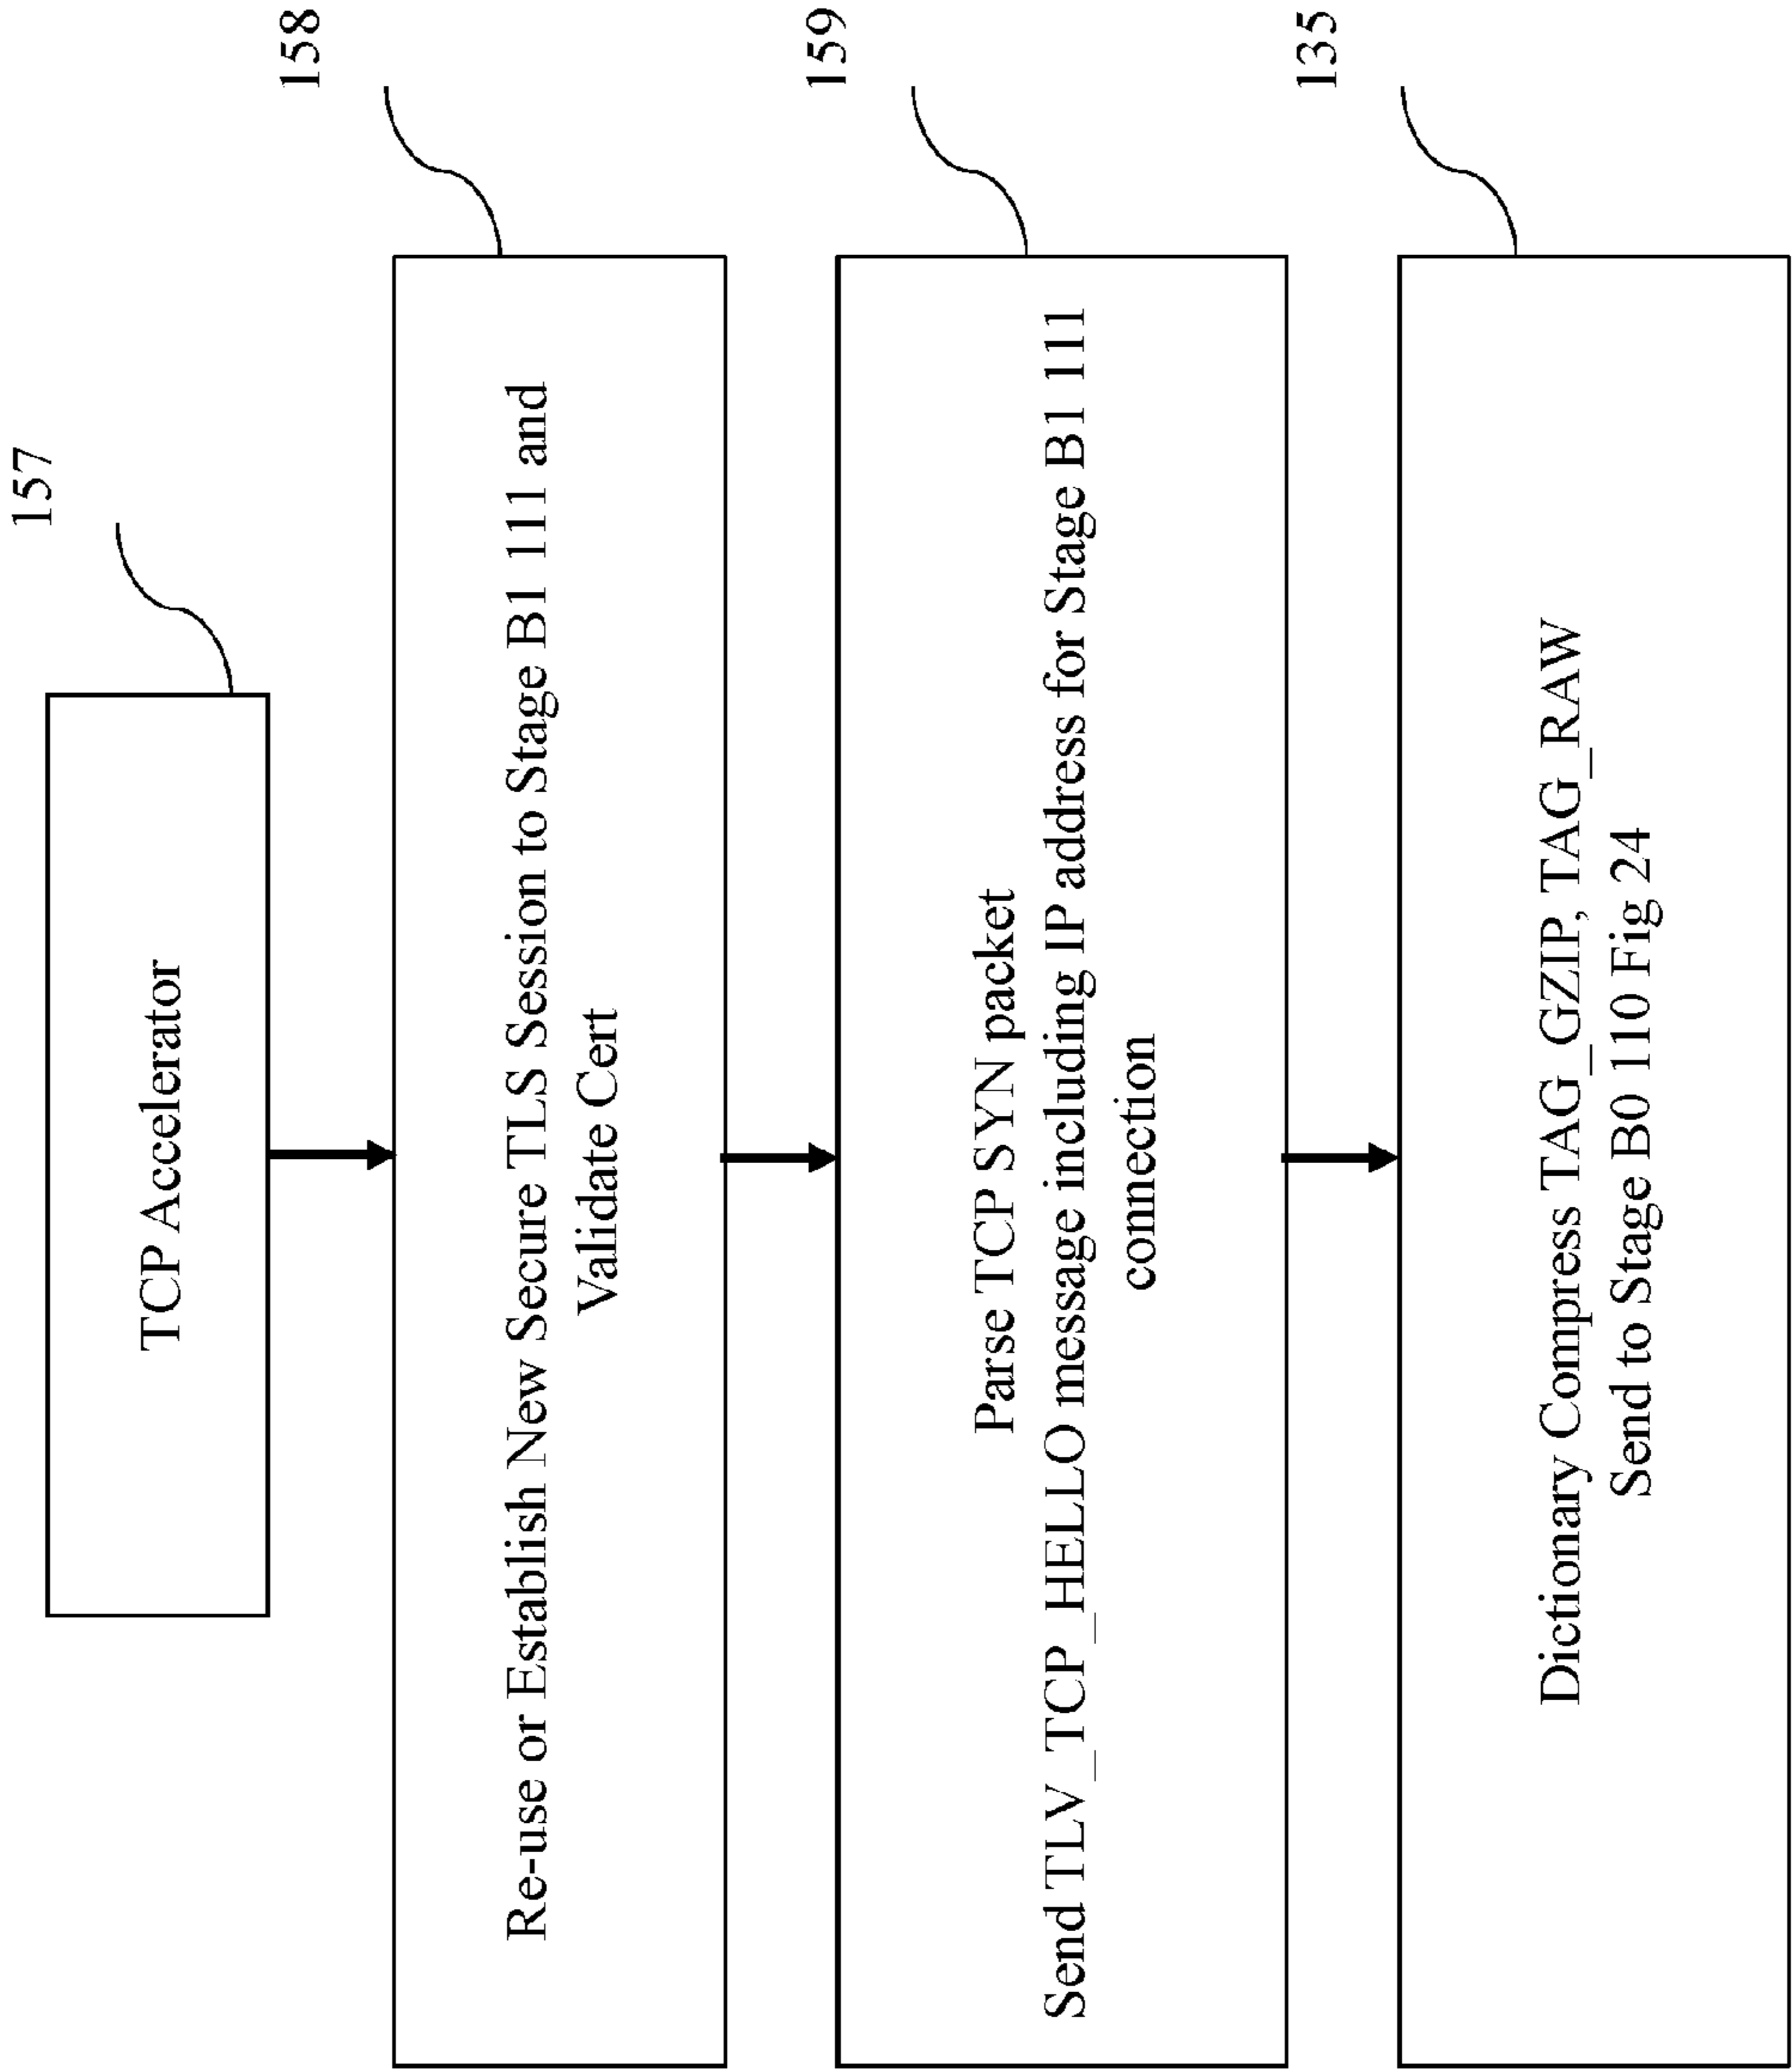 157
TCP Accelerator
158
Re-use or Establish New Secure TLS Session to Stage B1 111 and
Validate Cert
159
Parse TCP SYN packet
Send TLV_TCP_HELLO message including IP address for Stage B1 111
connection
135
Dictionary Compress TAG_GZIP, TAG_RAW
Send to Stage B0 110 Fig 24